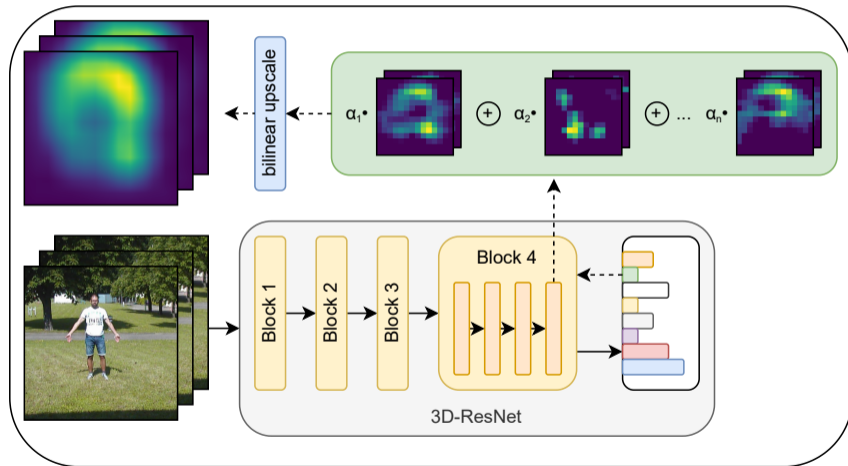 bilinear upscale
α₁•
+
α₂•
+
...
αₙ•
Block 1
Block 2
Block 3
Block 4
3D-ResNet